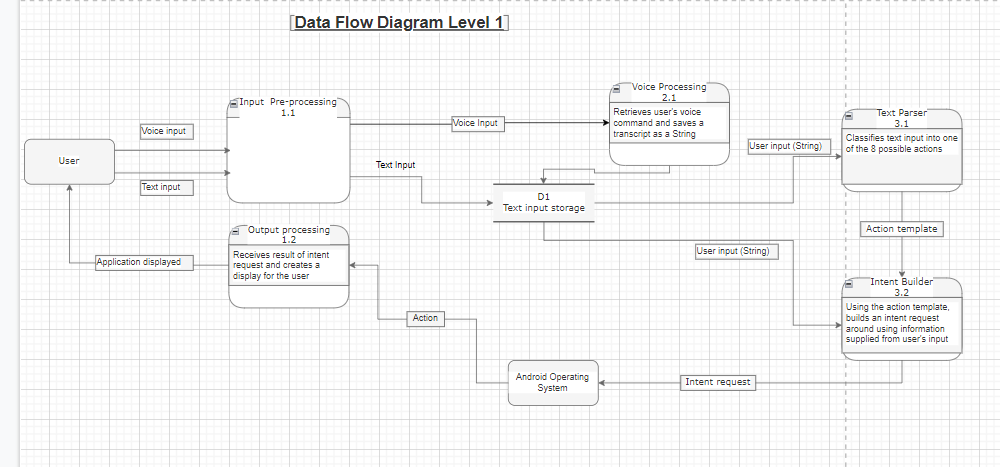 Data Flow Diagram Level 1
Input Pre-processing
1.1
Voice Processing
2.1
Retrieves user's voice
command and saves a
transcript as a String
Text Parser
3.1
Classifies text input into one
of the 8 possible actions
Voice input
Voice Input
User input (String)
User
Text Input
Text input
D1
Text input storage
Action template
Output processing
1.2
Receives result of intent
request and creates a
display for the user
User input (String)
Application displayed
Intent Builder
3.2
Using the action template,
builds an intent request
around using information
supplied from user's input
Action
Android Operating
System
Intent request